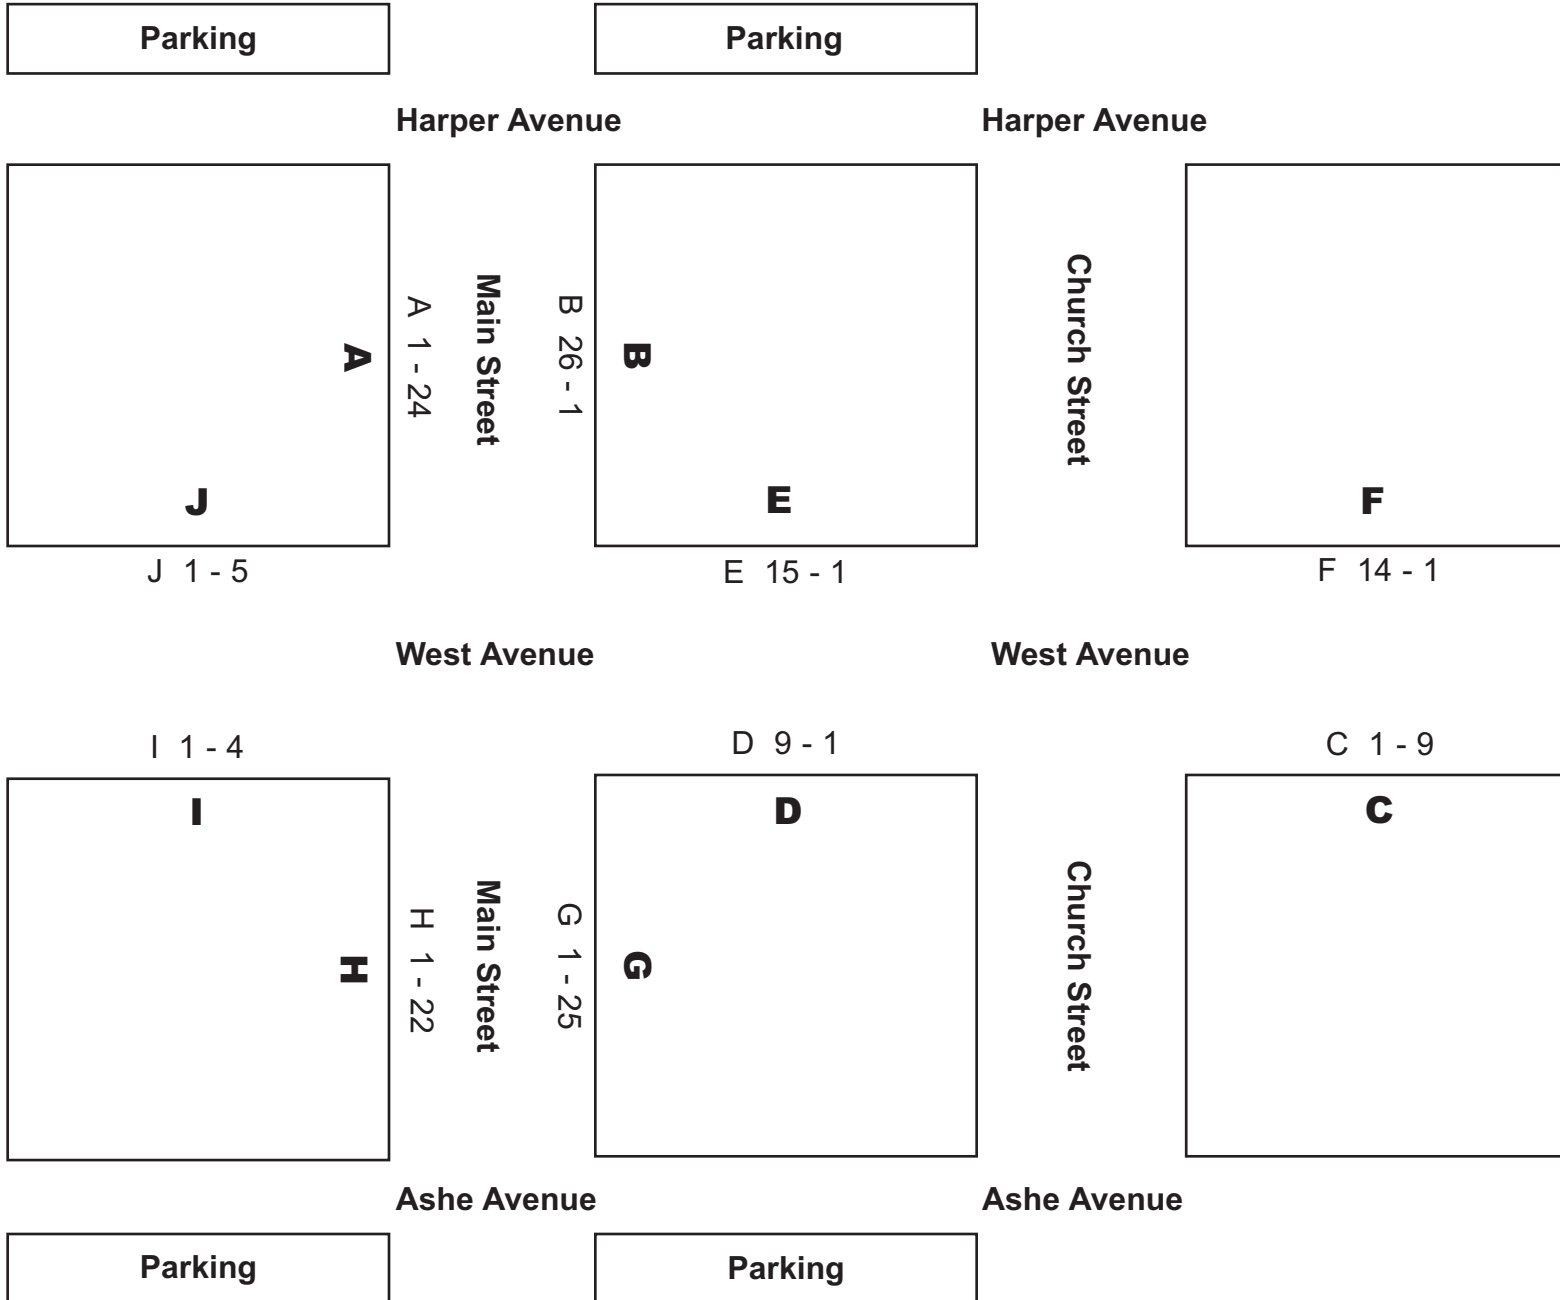 Parking
Parking
Harper Avenue
Harper Avenue
A
A 1 - 24
Main Street
B 26 - 1
B
Church Street
J
E
F
J 1 - 5
E 15 - 1
F 14 - 1
West Avenue
West Avenue
I 1 - 4
D 9 - 1
C 1 - 9
I
D
C
H
H 1 - 22
Main Street
G 1 - 25
G
Church Street
Ashe Avenue
Ashe Avenue
Parking
Parking